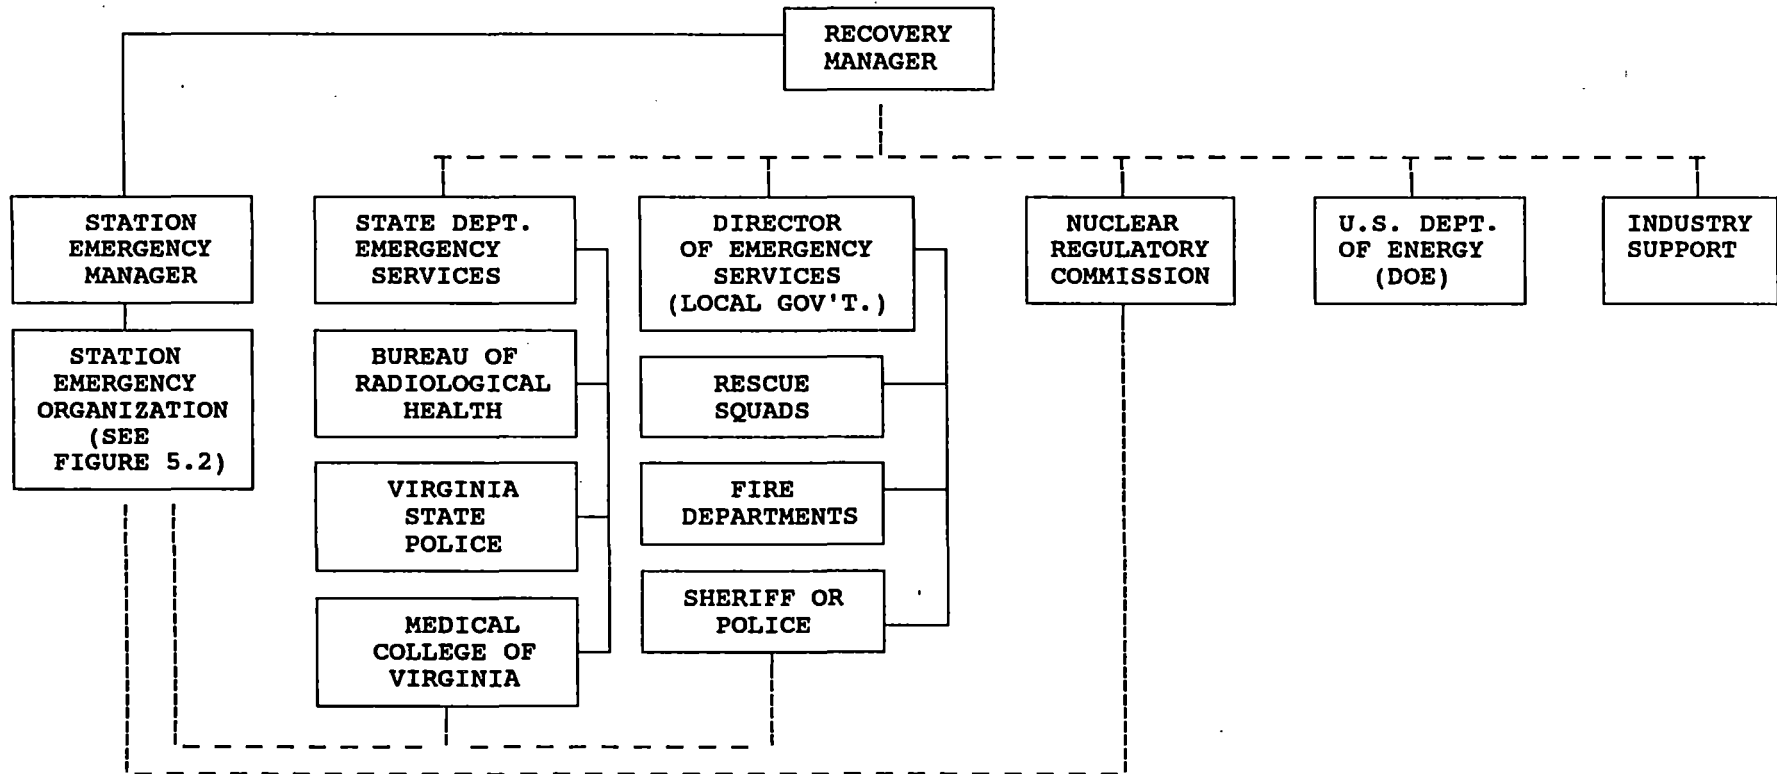 RECOVERY
MANAGER
STATION
EMERGENCY
MANAGER
STATE DEPT.
EMERGENCY
SERVICES
DIRECTOR
OF EMERGENCY
SERVICES
(LOCAL GOV'T.)
NUCLEAR
REGULATORY
COMMISSION
U.S. DEPT.
OF ENERGY
(DOE)
INDUSTRY
SUPPORT
STATION
EMERGENCY
ORGANIZATION
(SEE
FIGURE 5.2)
BUREAU OF
RADIOLOGICAL
HEALTH
RESCUE
SQUADS
VIRGINIA
STATE
POLICE
FIRE
DEPARTMENTS
MEDICAL
COLLEGE OF
VIRGINIA
SHERIFF OR
POLICE